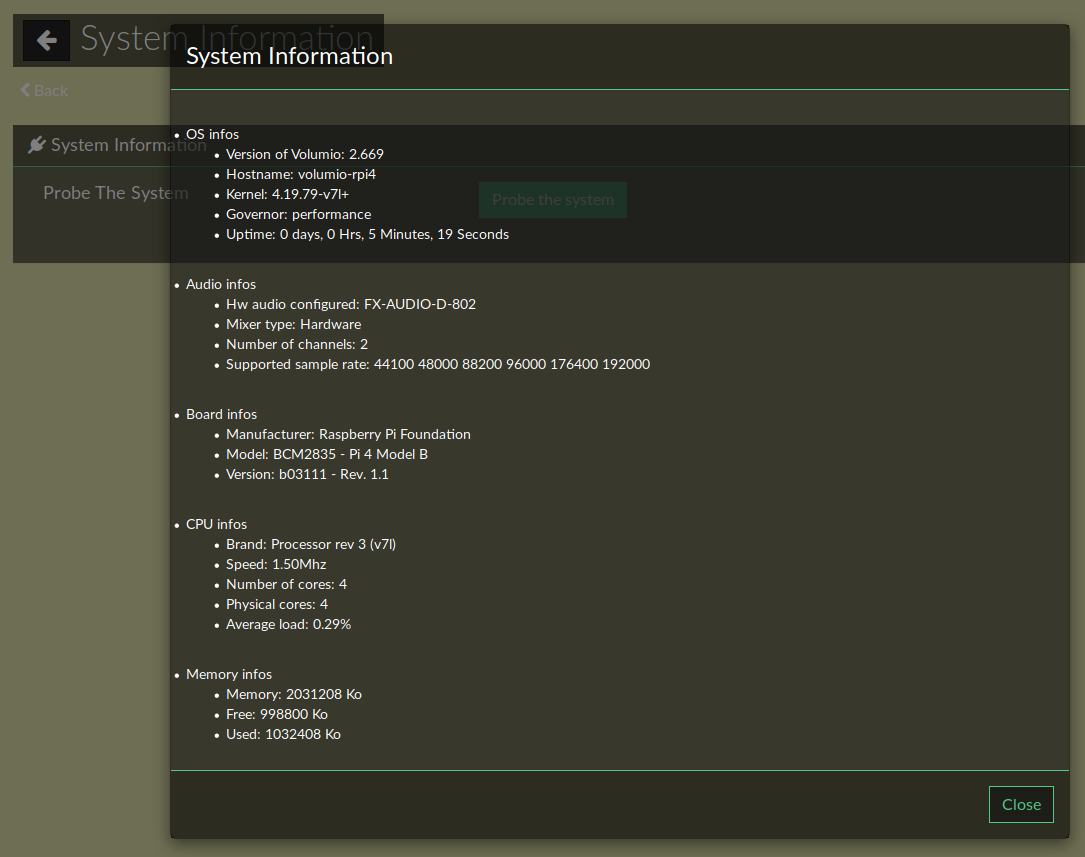 System Information
Back
System Information
Probe The System
Probe the system
System Information
OS infos
Version of Volumio: 2.669
Hostname: volumio-rpi4
Kernel: 4.19.79-v7l+
Governor: performance
Uptime: 0 days, 0 Hrs, 5 Minutes, 19 Seconds
Audio infos
Hw audio configured: FX-AUDIO-D-802
Mixer type: Hardware
Number of channels: 2
Supported sample rate: 44100 48000 88200 96000 176400 192000
Board infos
Manufacturer: Raspberry Pi Foundation
Model: BCM2835 - Pi 4 Model B
Version: b03111 - Rev. 1.1
CPU infos
Brand: Processor rev 3 (v7l)
Speed: 1.50Mhz
Number of cores: 4
Physical cores: 4
Average load: 0.29%
Memory infos
Memory: 2031208 Ko
Free: 998800 Ko
Used: 1032408 Ko
Close